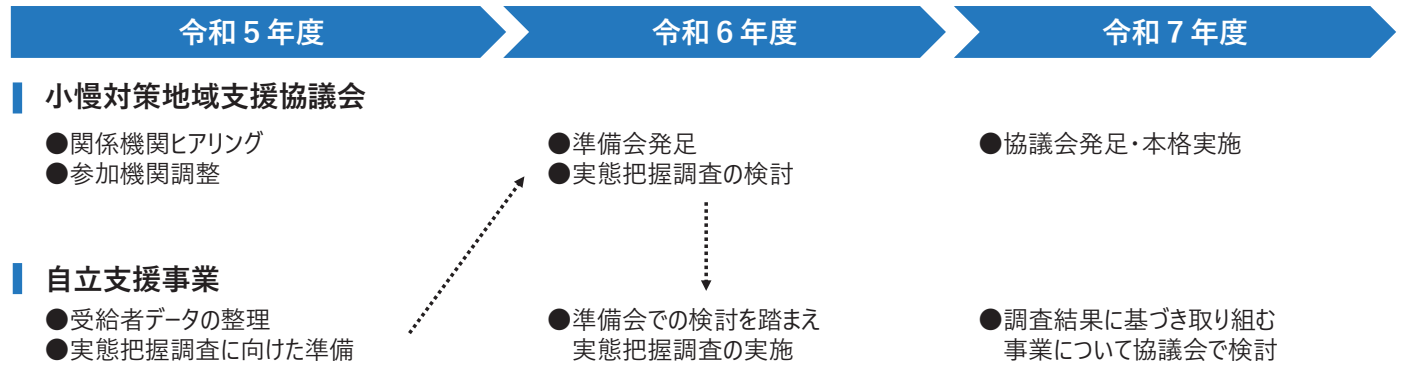 令和５年度
令和６年度
令和７年度
小慢対策地域支援協議会
●関係機関ヒアリング
●参加機関調整
●準備会発足
●実態把握調査の検討
●協議会発足・本格実施
自立支援事業
●受給者データの整理
●実態把握調査に向けた準備
●準備会での検討を踏まえ
実態把握調査の実施
●調査結果に基づき取り組む
事業について協議会で検討